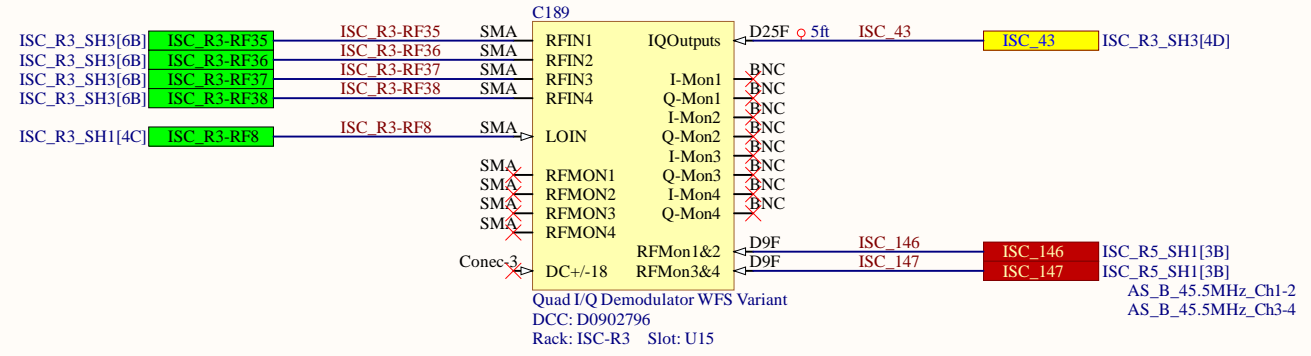 C189
ISC_R3_SH3[6B] ISC_R3-RF35 ISC_R3-RF35 SMA RFIN1 IQOutputs D25F 5ft ISC_43 ISC_43 ISC_R3_SH3[4D]
ISC_R3_SH3[6B] ISC_R3-RF36 ISC_R3-RF36 SMA RFIN2
ISC_R3_SH3[6B] ISC_R3-RF37 ISC_R3-RF37 SMA RFIN3 I-Mon1 BNC
ISC_R3_SH3[6B] ISC_R3-RF38 ISC_R3-RF38 SMA RFIN4 Q-Mon1 BNC
I-Mon2 BNC
ISC_R3_SH1[4C] ISC_R3-RF8 ISC_R3-RF8 SMA LOIN Q-Mon2 BNC
I-Mon3 BNC
SMA RFMON1 Q-Mon3 BNC
SMA RFMON2 I-Mon4 BNC
SMA RFMON3 Q-Mon4 BNC
SMA RFMON4
RFMon1&2 D9F ISC_146 ISC_146 ISC_R5_SH1[3B]
Conec-3 DC+/-18 RFMon3&4 D9F ISC_147 ISC_147 ISC_R5_SH1[3B]
AS_B_45.5MHz_Ch1-2
AS_B_45.5MHz_Ch3-4
Quad I/Q Demodulator WFS Variant
DCC: D0902796
Rack: ISC-R3 Slot: U15